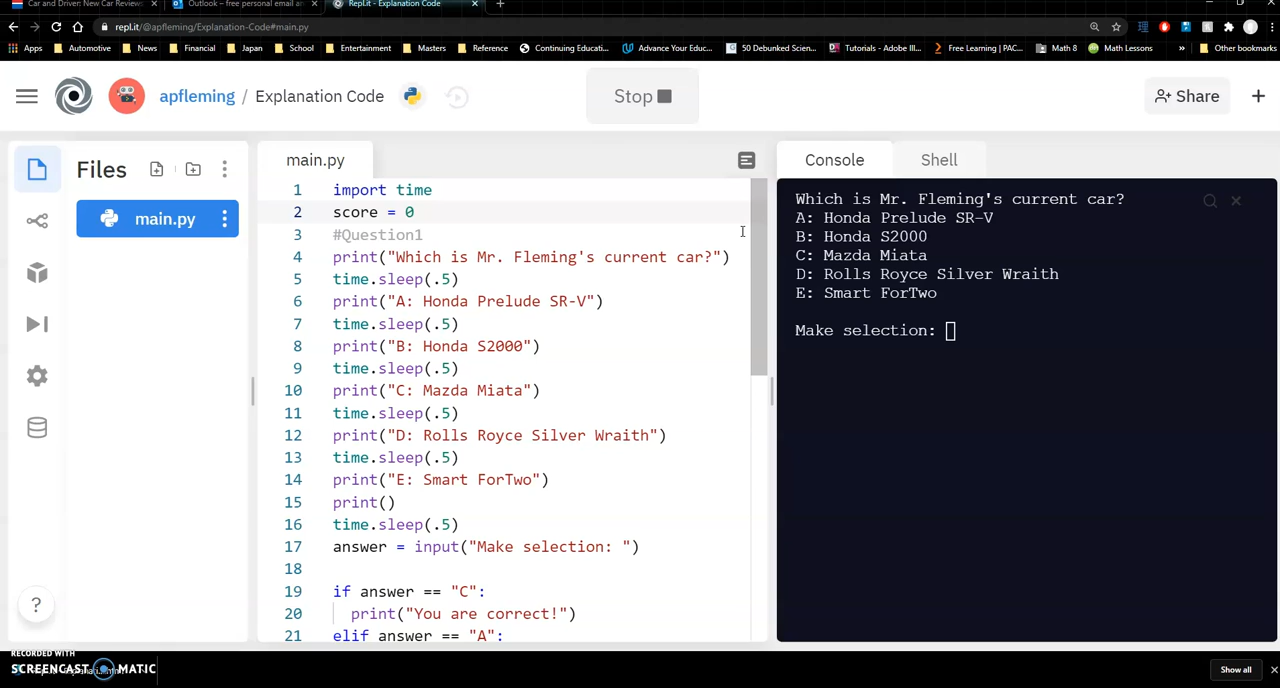 Car and Driver: New Car Reviews
Outlook – free personal email an
Repl.it - Explanation Code
repl.it/@apfleming/Explanation-Code#main.py
Apps Automotive News Financial Japan School Entertainment Masters Reference Continuing Educati... Advance Your Educ... 50 Debunked Scien... Tutorials - Adobe Ill... Free Learning | PAC... Math 8 Math Lessons » Other bookmarks
apfleming / Explanation Code
Stop
Share
Files
main.py
main.py
1 import time
2 score = 0
3 #Question1
4 print("Which is Mr. Fleming's current car?")
5 time.sleep(.5)
6 print("A: Honda Prelude SR-V")
7 time.sleep(.5)
8 print("B: Honda S2000")
9 time.sleep(.5)
10 print("C: Mazda Miata")
11 time.sleep(.5)
12 print("D: Rolls Royce Silver Wraith")
13 time.sleep(.5)
14 print("E: Smart ForTwo")
15 print()
16 time.sleep(.5)
17 answer = input("Make selection: ")
18
19 if answer == "C":
20 print("You are correct!")
21 elif answer == "A":
Console Shell
Which is Mr. Fleming's current car?
A: Honda Prelude SR-V
B: Honda S2000
C: Mazda Miata
D: Rolls Royce Silver Wraith
E: Smart ForTwo
Make selection:
?
RECORDED WITH
SCREENCAST MATIC
Show all